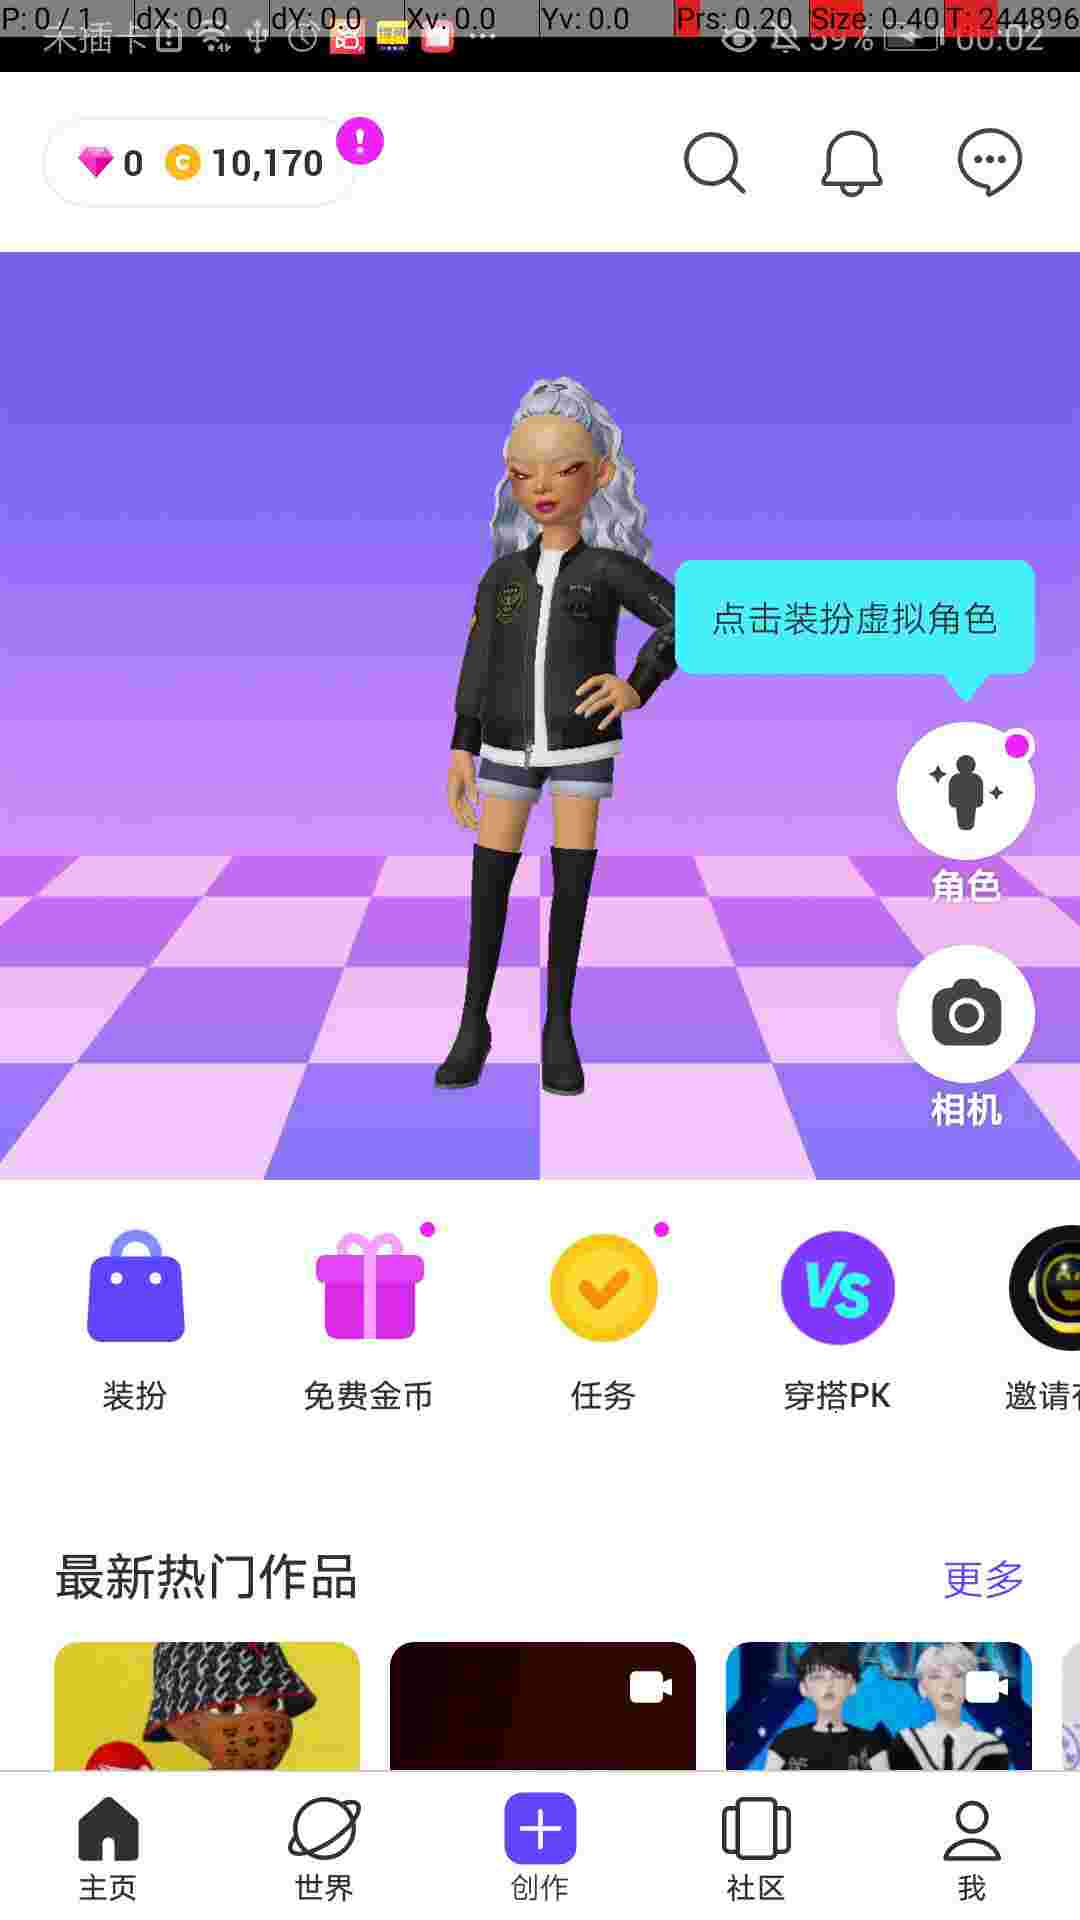 P: 0 / 1 dX: 0.0 dY: 0.0 Xv: 0.0 Yv: 0.0 Prs: 0.20 Size: 0.40 T: 244896
未插卡 59% 00:02
0 10,170
点击装扮虚拟角色
角色
相机
VS
装扮 免费金币 任务 穿搭PK 邀请
最新热门作品 更多
主页 世界 创作 社区 我